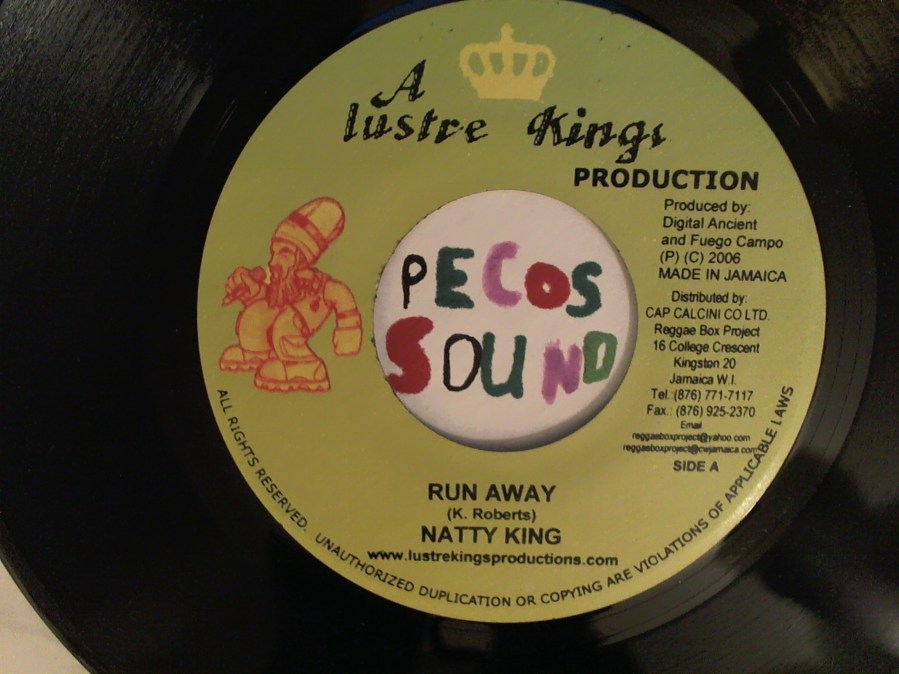 A
lustre Kings
PRODUCTION
Produced by:
Digital Ancient
and Fuego Campo
(P) (C) 2006
MADE IN JAMAICA
Distributed by:
CAP CALCINI CO LTD.
Reggae Box Project
16 College Crescent
Kingston 20
Jamaica W.I.
Tel.:(876) 771-7117
Fax.: (876) 925-2370
Email
reggaeboxproject@yahoo.com
reggaeboxproject@cwjamaica.com
SIDE A
PECOS
SOUND
RUN AWAY
(K. Roberts)
NATTY KING
www.lustrekingsproductions.com
ALL RIGHTS RESERVED. UNAUTHORIZED DUPLICATION OR COPYING ARE VIOLATIONS OF APPLICABLE LAWS